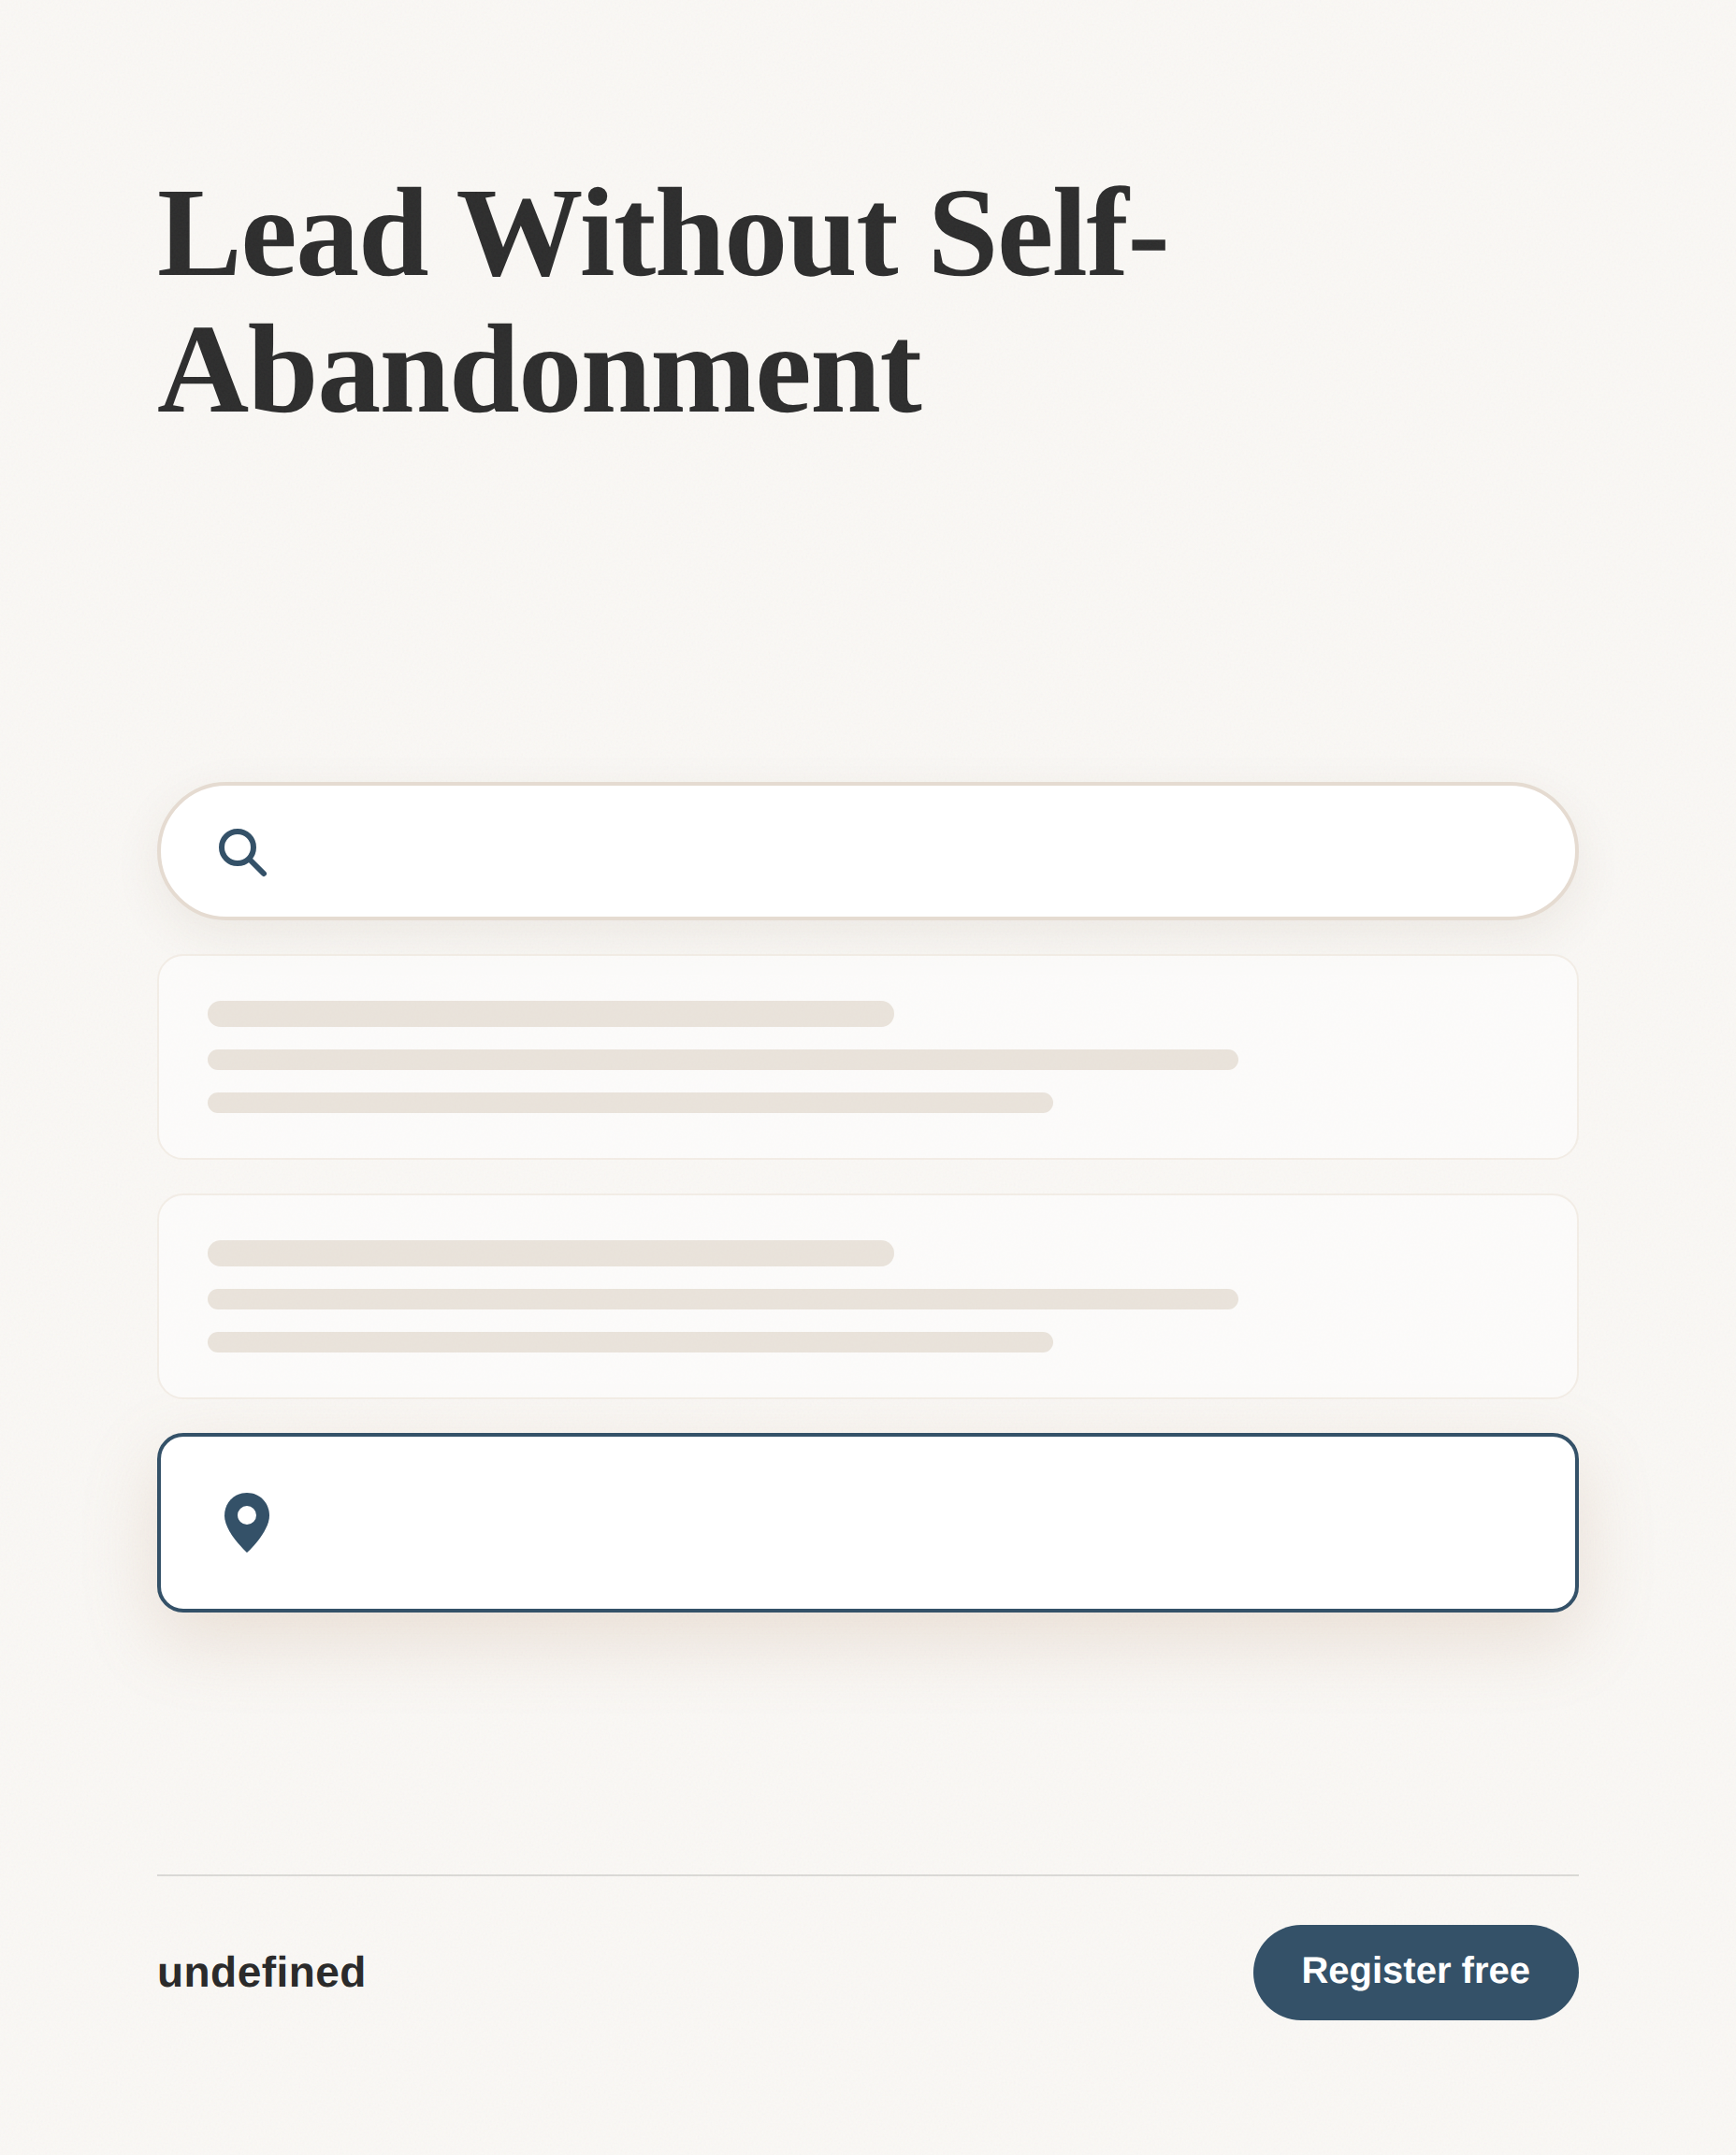 Lead Without Self-
Abandonment
undefined
Register free